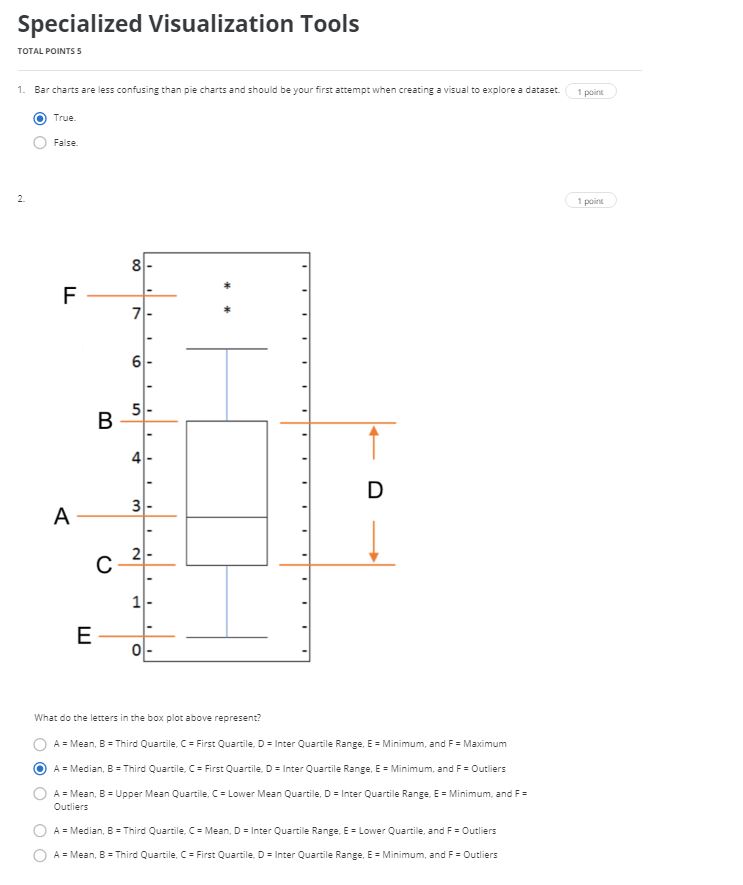 Specialized Visualization Tools
TOTAL POINTS 5
1. Bar charts are less confusing than pie charts and should be your first attempt when creating a visual to explore a dataset. 1 point
True.
False.
2. 1 point
8
*
F
*
7
6
5
B
4
D
3
A
2
C
1
E
0
What do the letters in the box plot above represent?
A = Mean, B = Third Quartile, C = First Quartile, D = Inter Quartile Range, E = Minimum, and F = Maximum
A = Median, B = Third Quartile, C = First Quartile, D = Inter Quartile Range, E = Minimum, and F = Outliers
A = Mean, B = Upper Mean Quartile, C = Lower Mean Quartile, D = Inter Quartile Range, E = Minimum, and F =
Outliers
A = Median, B = Third Quartile, C = Mean, D = Inter Quartile Range, E = Lower Quartile, and F = Outliers
A = Mean, B = Third Quartile, C = First Quartile, D = Inter Quartile Range, E = Minimum, and F = Outliers